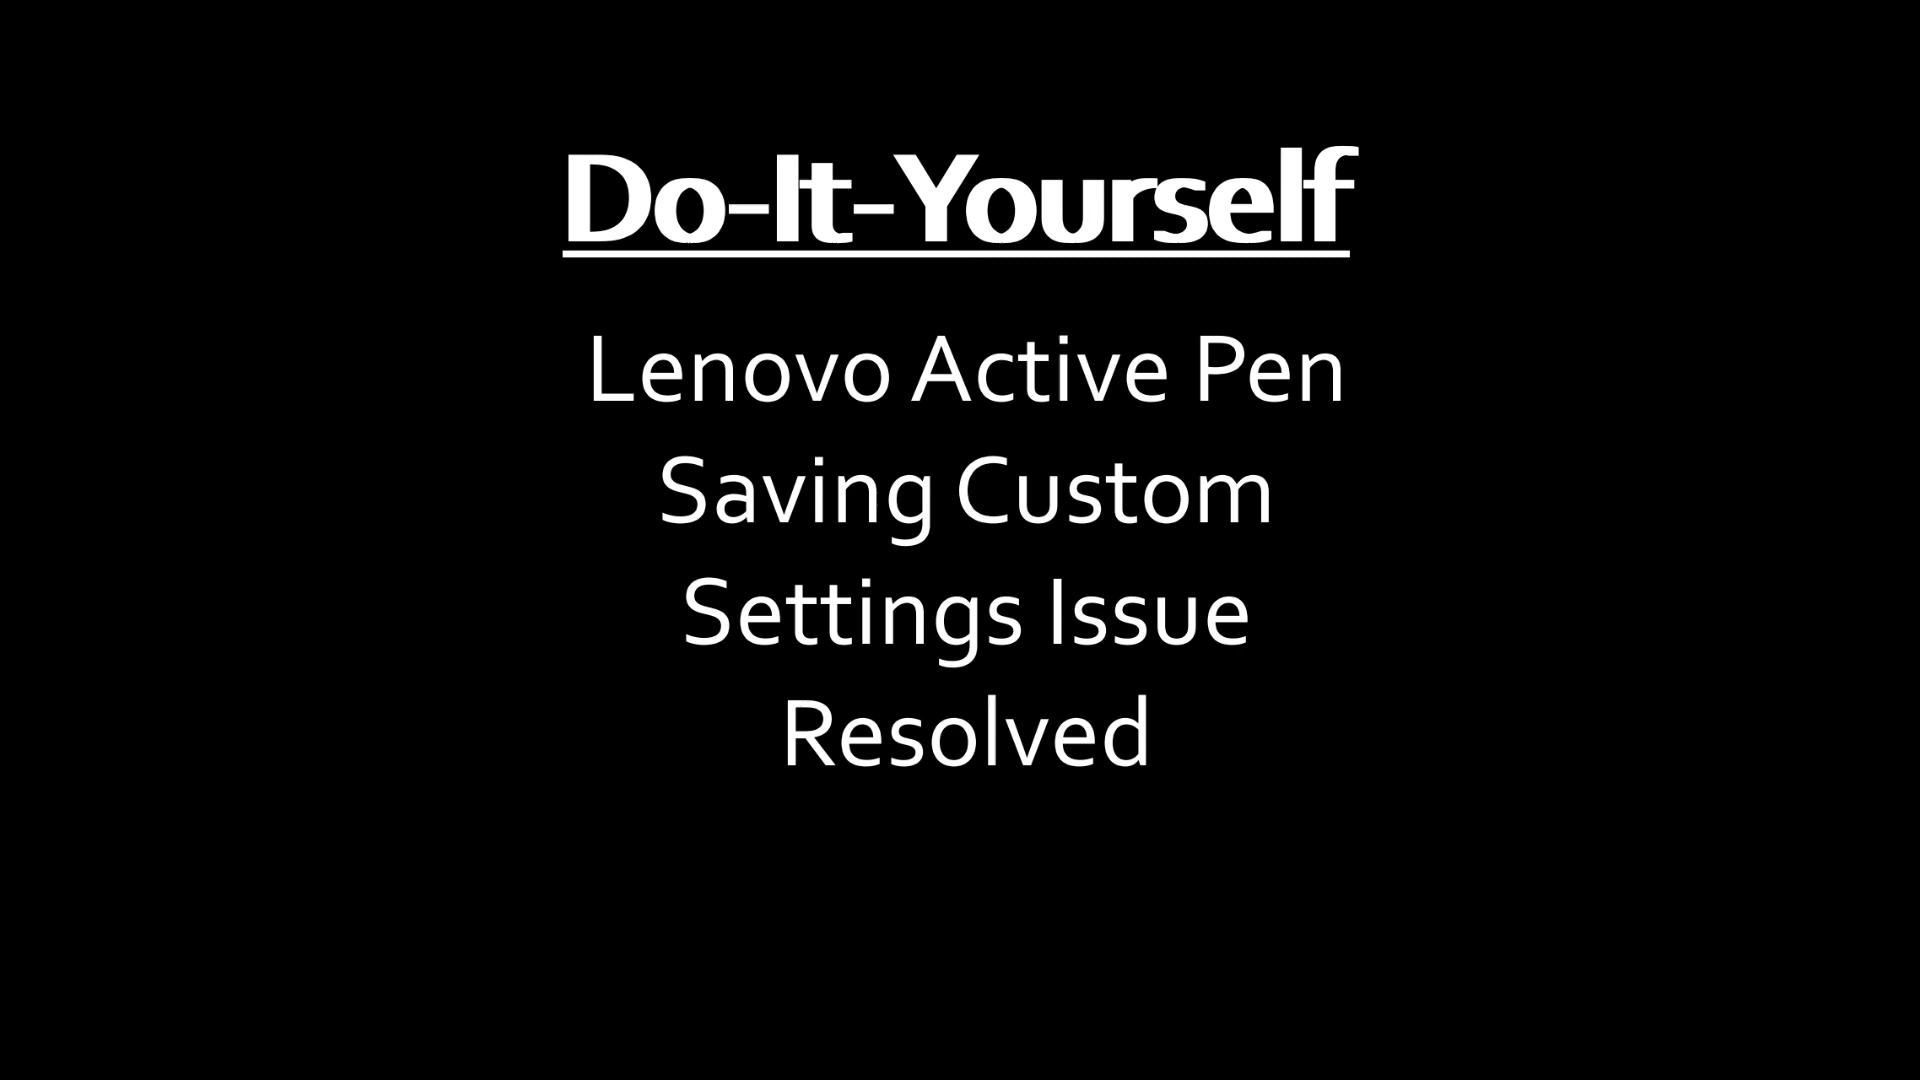 Do-It-Yourself
Lenovo Active Pen
Saving Custom
Settings Issue
Resolved